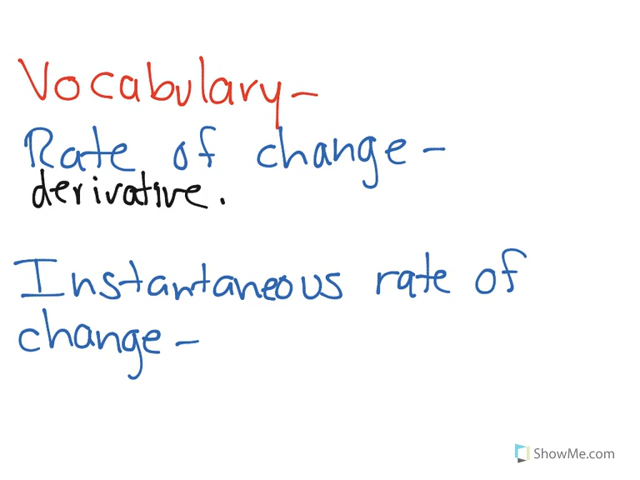 Vocabulary-
Rate of change-
derivative.
Instantaneous rate of
change-
ShowMe.com